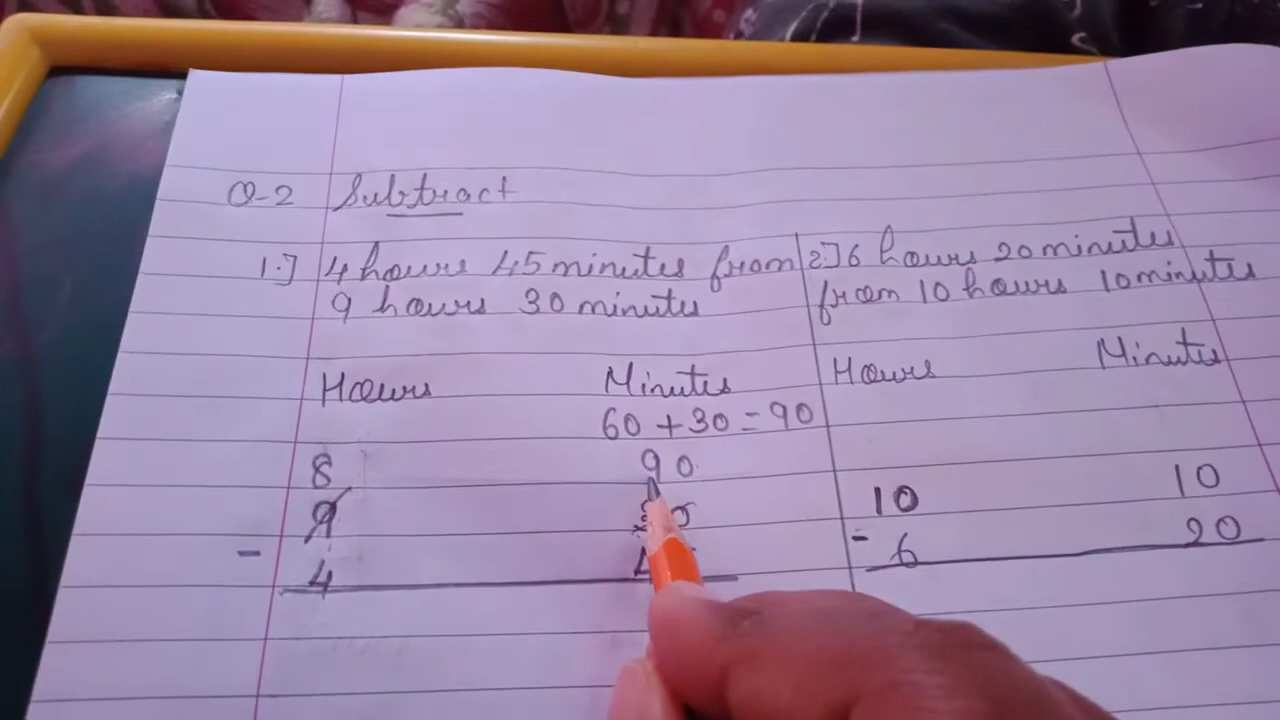 Q-2 Subtract
1.] 4 hours 45 minutes from
9 hours 30 minutes
Hours Minutes
60 + 30 = 90
8 90
9
- 4
2.] 6 hours 20 minutes
from 10 hours 10 minutes
Hours Minutes
10 10
- 6 20